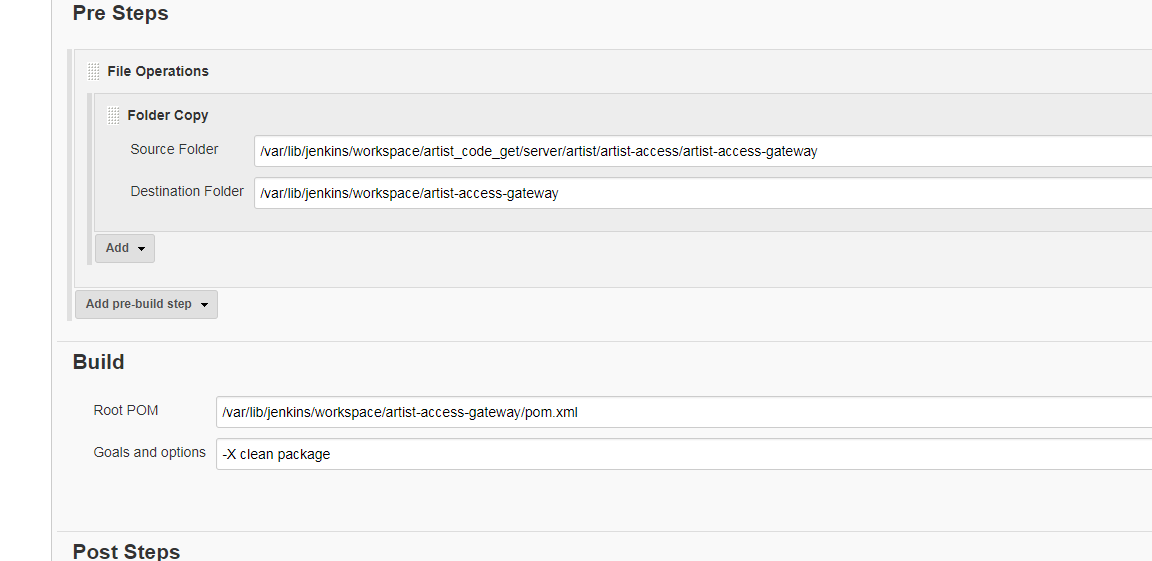 Pre Steps
File Operations
Folder Copy
Source Folder /var/lib/jenkins/workspace/artist_code_get/server/artist/artist-access/artist-access-gateway
Destination Folder /var/lib/jenkins/workspace/artist-access-gateway
Add
Add pre-build step
Build
Root POM /var/lib/jenkins/workspace/artist-access-gateway/pom.xml
Goals and options -X clean package
Post Steps